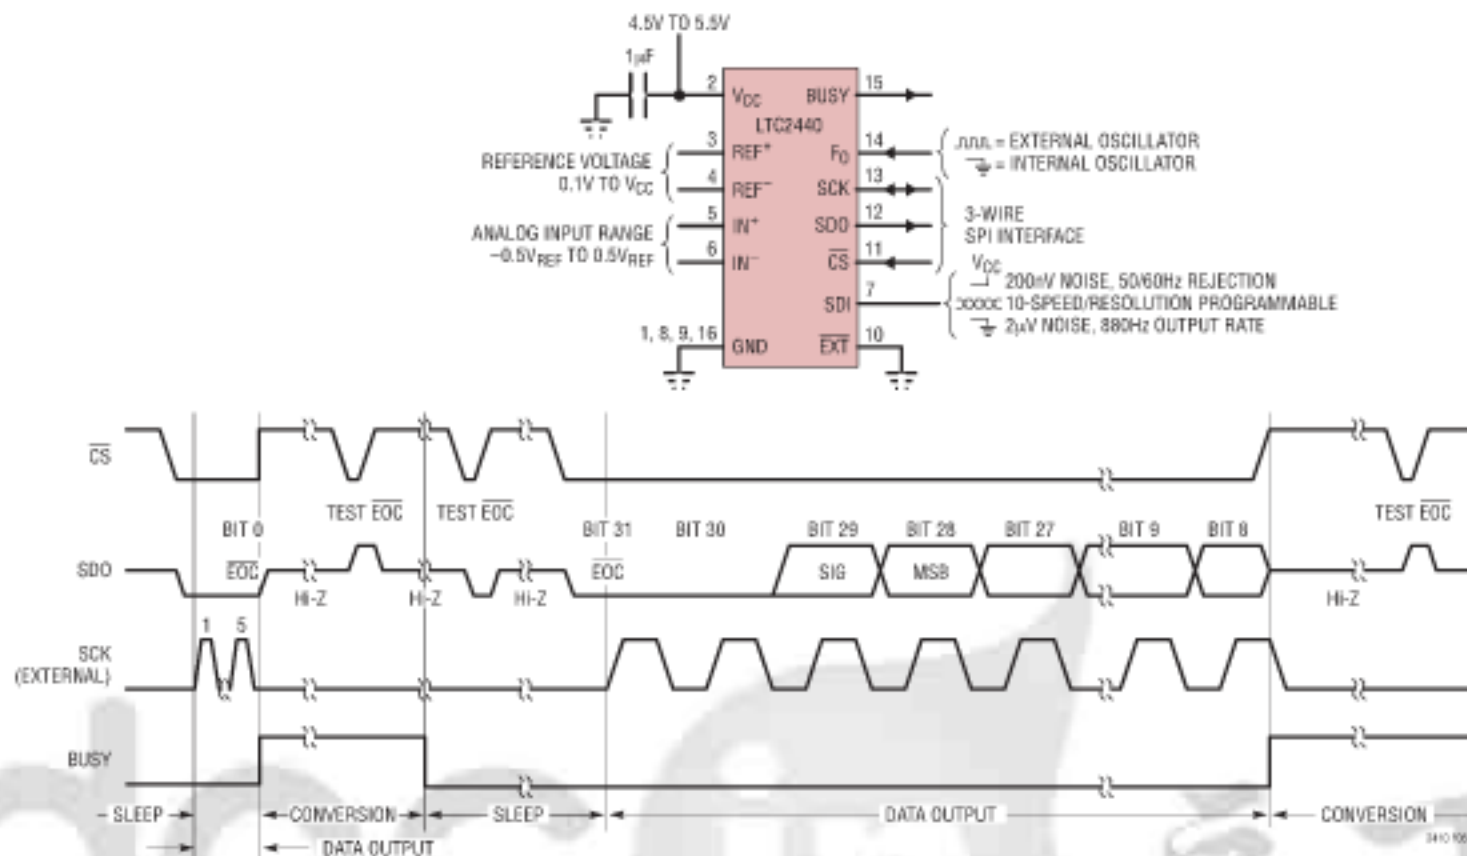 4.5V TO 5.5V
1µF
2 VCC BUSY 15
LTC2440
REFERENCE VOLTAGE
0.1V TO VCC
3 REF+ FO 14
= EXTERNAL OSCILLATOR
= INTERNAL OSCILLATOR
4 REF− SCK 13
ANALOG INPUT RANGE
−0.5VREF TO 0.5VREF
5 IN+ SDO 12
3-WIRE
SPI INTERFACE
6 IN− CS 11
VCC
200nV NOISE, 50/60Hz REJECTION
SDI 7
10-SPEED/RESOLUTION PROGRAMMABLE
2µV NOISE, 880Hz OUTPUT RATE
1, 8, 9, 16 GND EXT 10
CS
TEST EOC TEST EOC TEST EOC
BIT 0 BIT 31 BIT 30 BIT 29 BIT 28 BIT 27 BIT 9 BIT 8
SDO EOC EOC SIG MSB
Hi-Z Hi-Z Hi-Z Hi-Z
1 5
SCK
(EXTERNAL)
BUSY
SLEEP CONVERSION SLEEP DATA OUTPUT CONVERSION
DATA OUTPUT